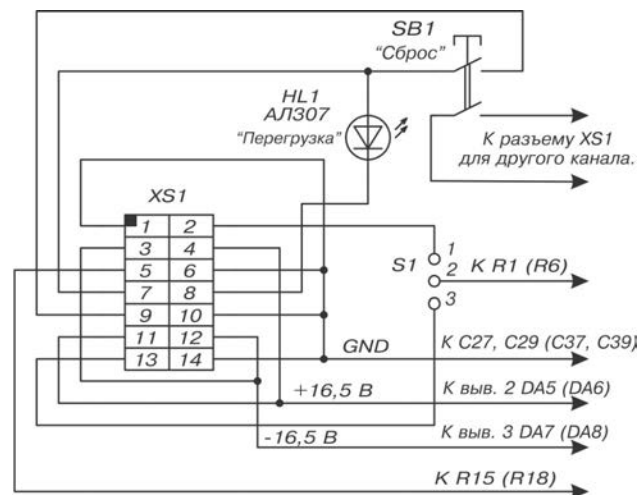 SB1
"Сброс"
HL1
АЛ307
"Перегрузка"
К разъему XS1
для другого канала.
XS1
1 2
3 4
5 6
7 8
9 10
11 12
13 14
S1
1
2
3
К R1 (R6)
GND
К C27, C29 (C37, C39)
+16,5 В
К выв. 2 DA5 (DA6)
-16,5 В
К выв. 3 DA7 (DA8)
К R15 (R18)